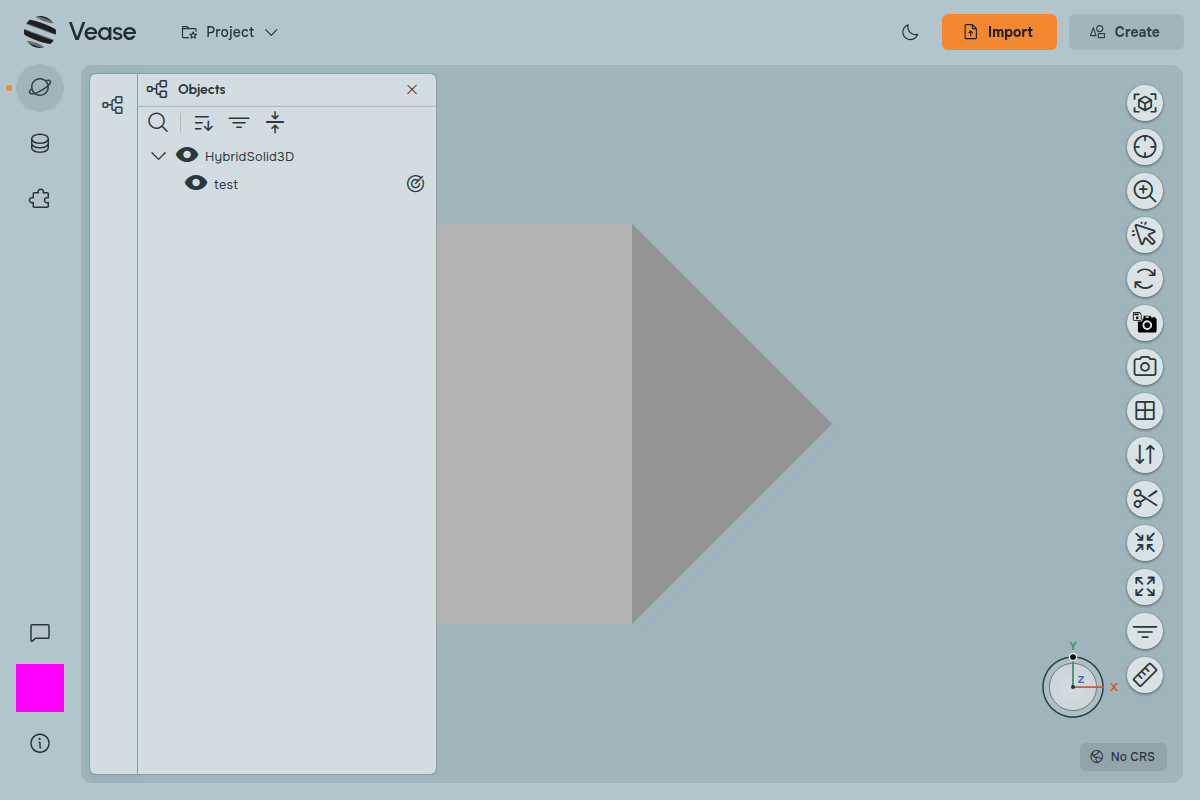 Vease
Project
Import
Create
Objects
HybridSolid3D
test
Y
Z
X
No CRS